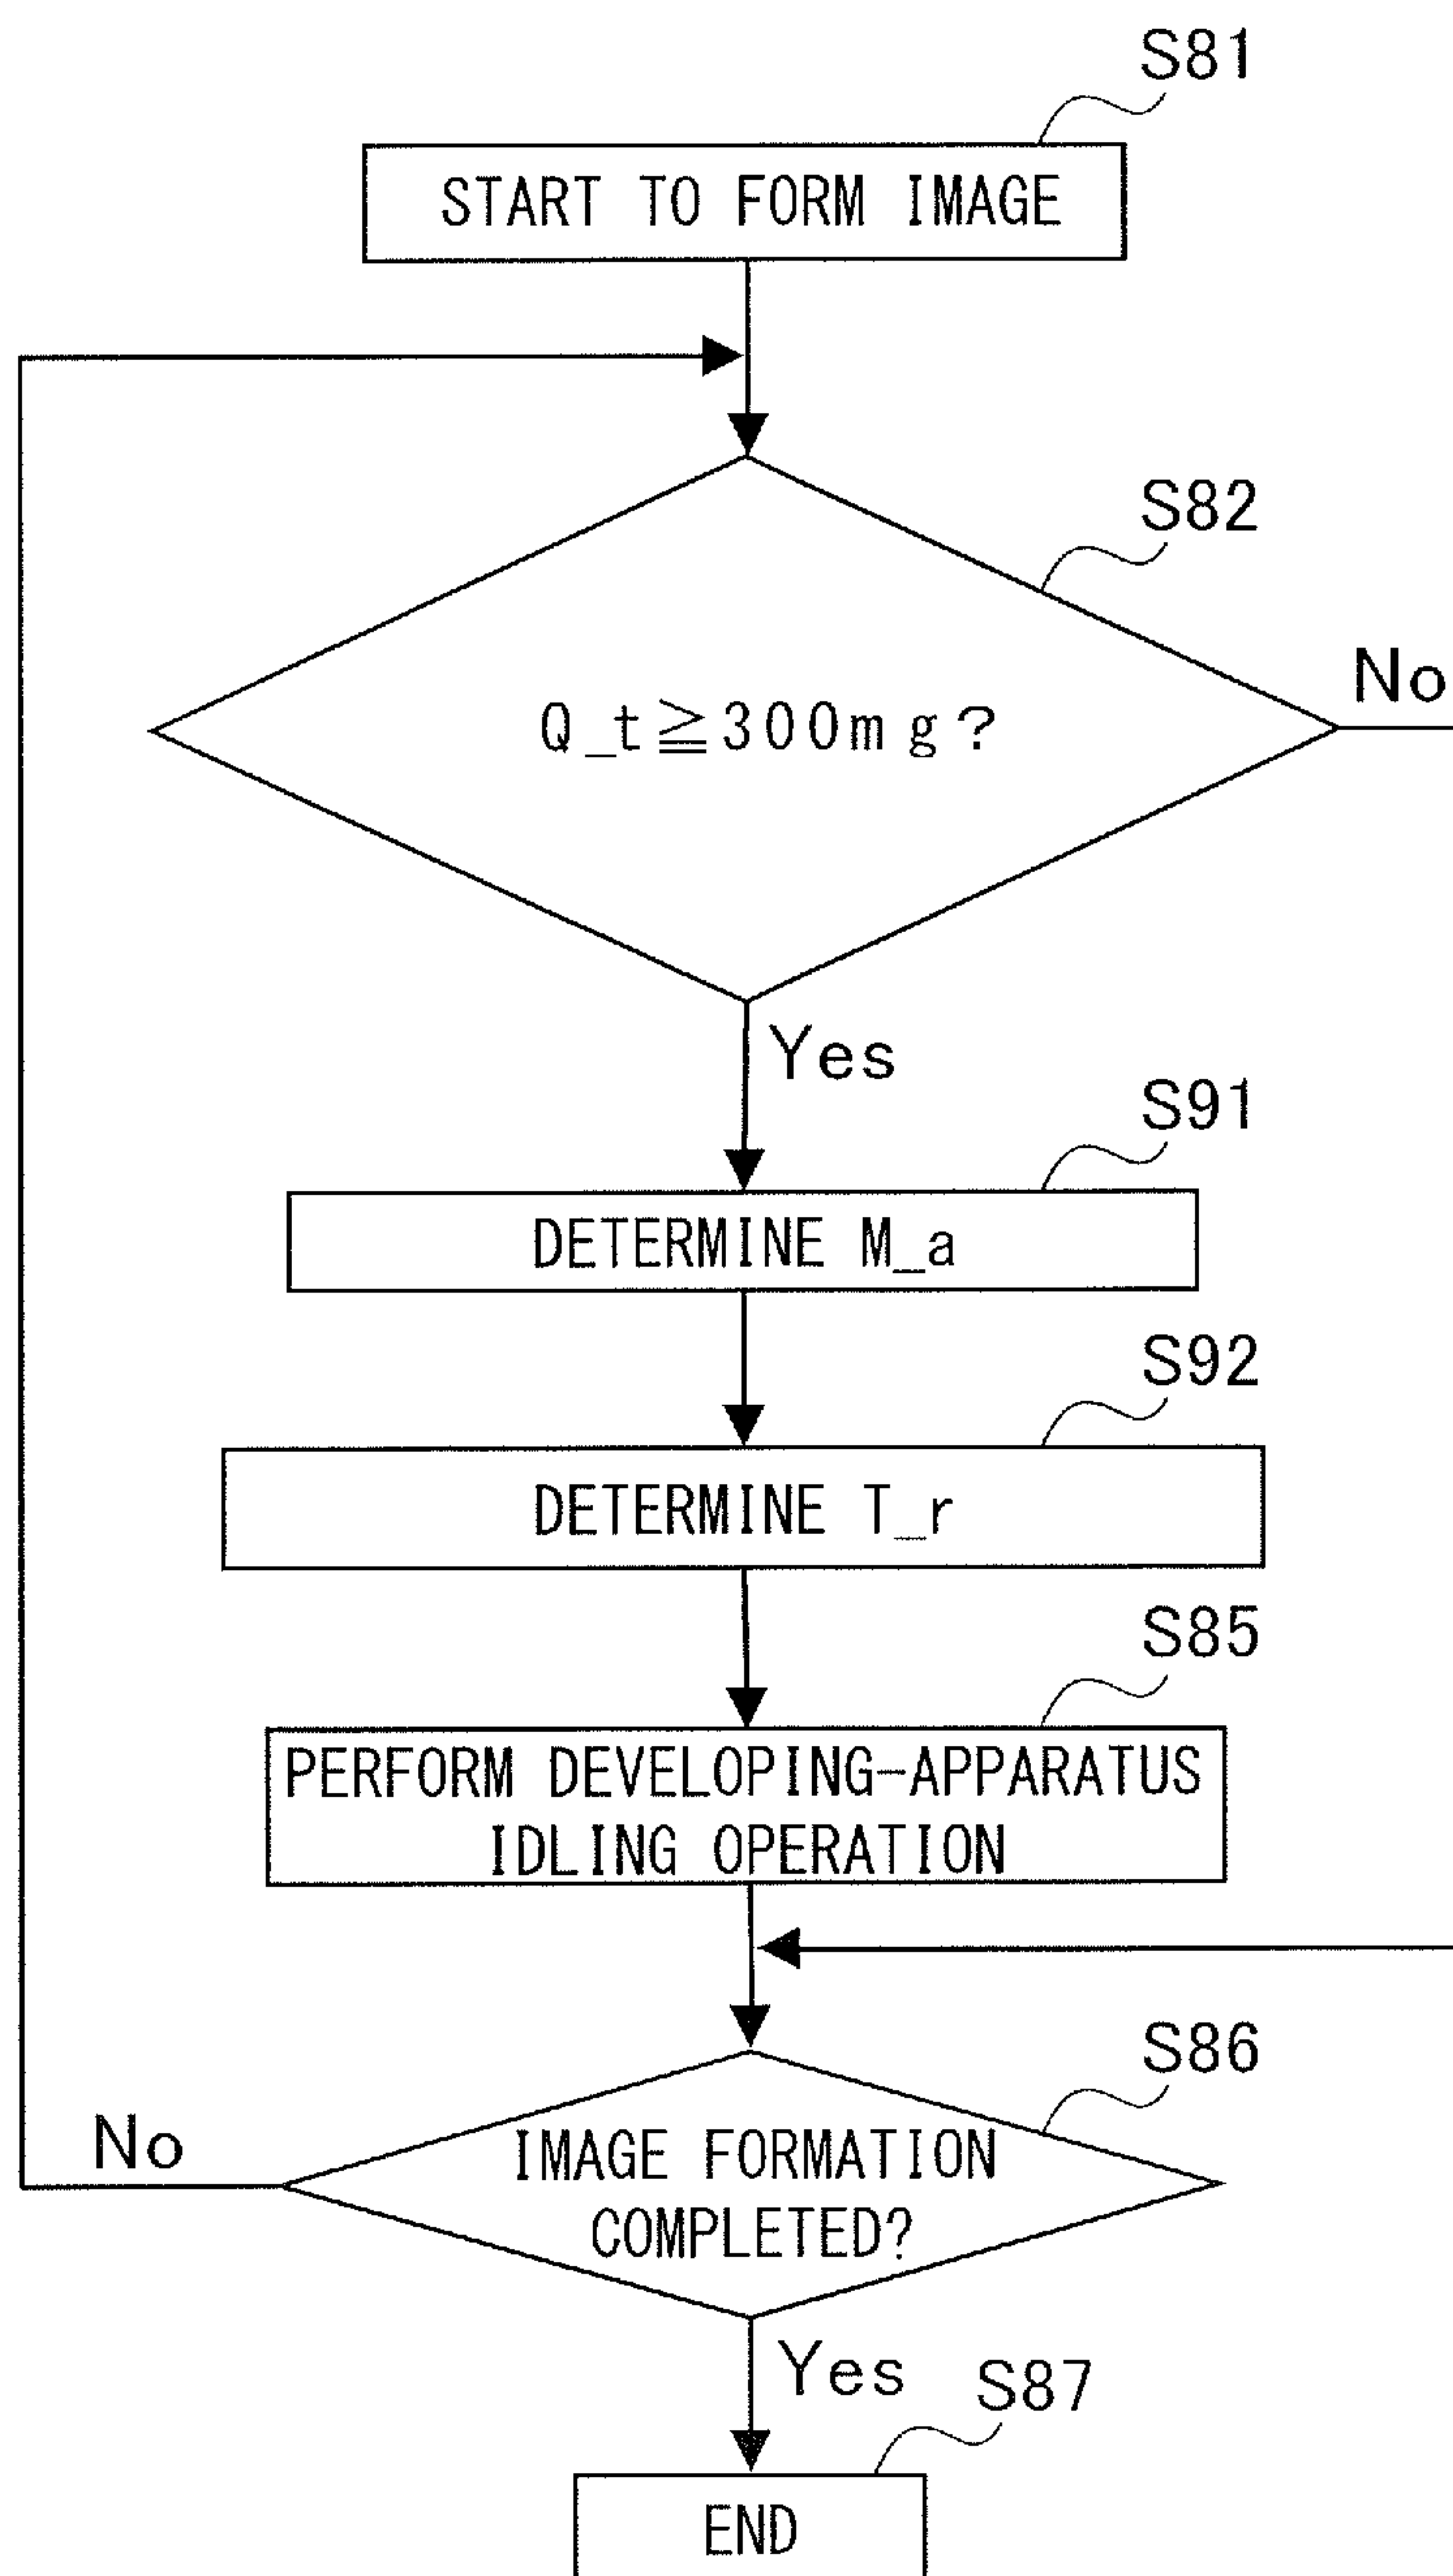 S81
START TO FORM IMAGE
S82
No
Q_t≧300mg?
Yes
S91
DETERMINE M_a
S92
DETERMINE T_r
S85
PERFORM DEVELOPING-APPARATUS
IDLING OPERATION
S86
No
IMAGE FORMATION
COMPLETED?
Yes
S87
END